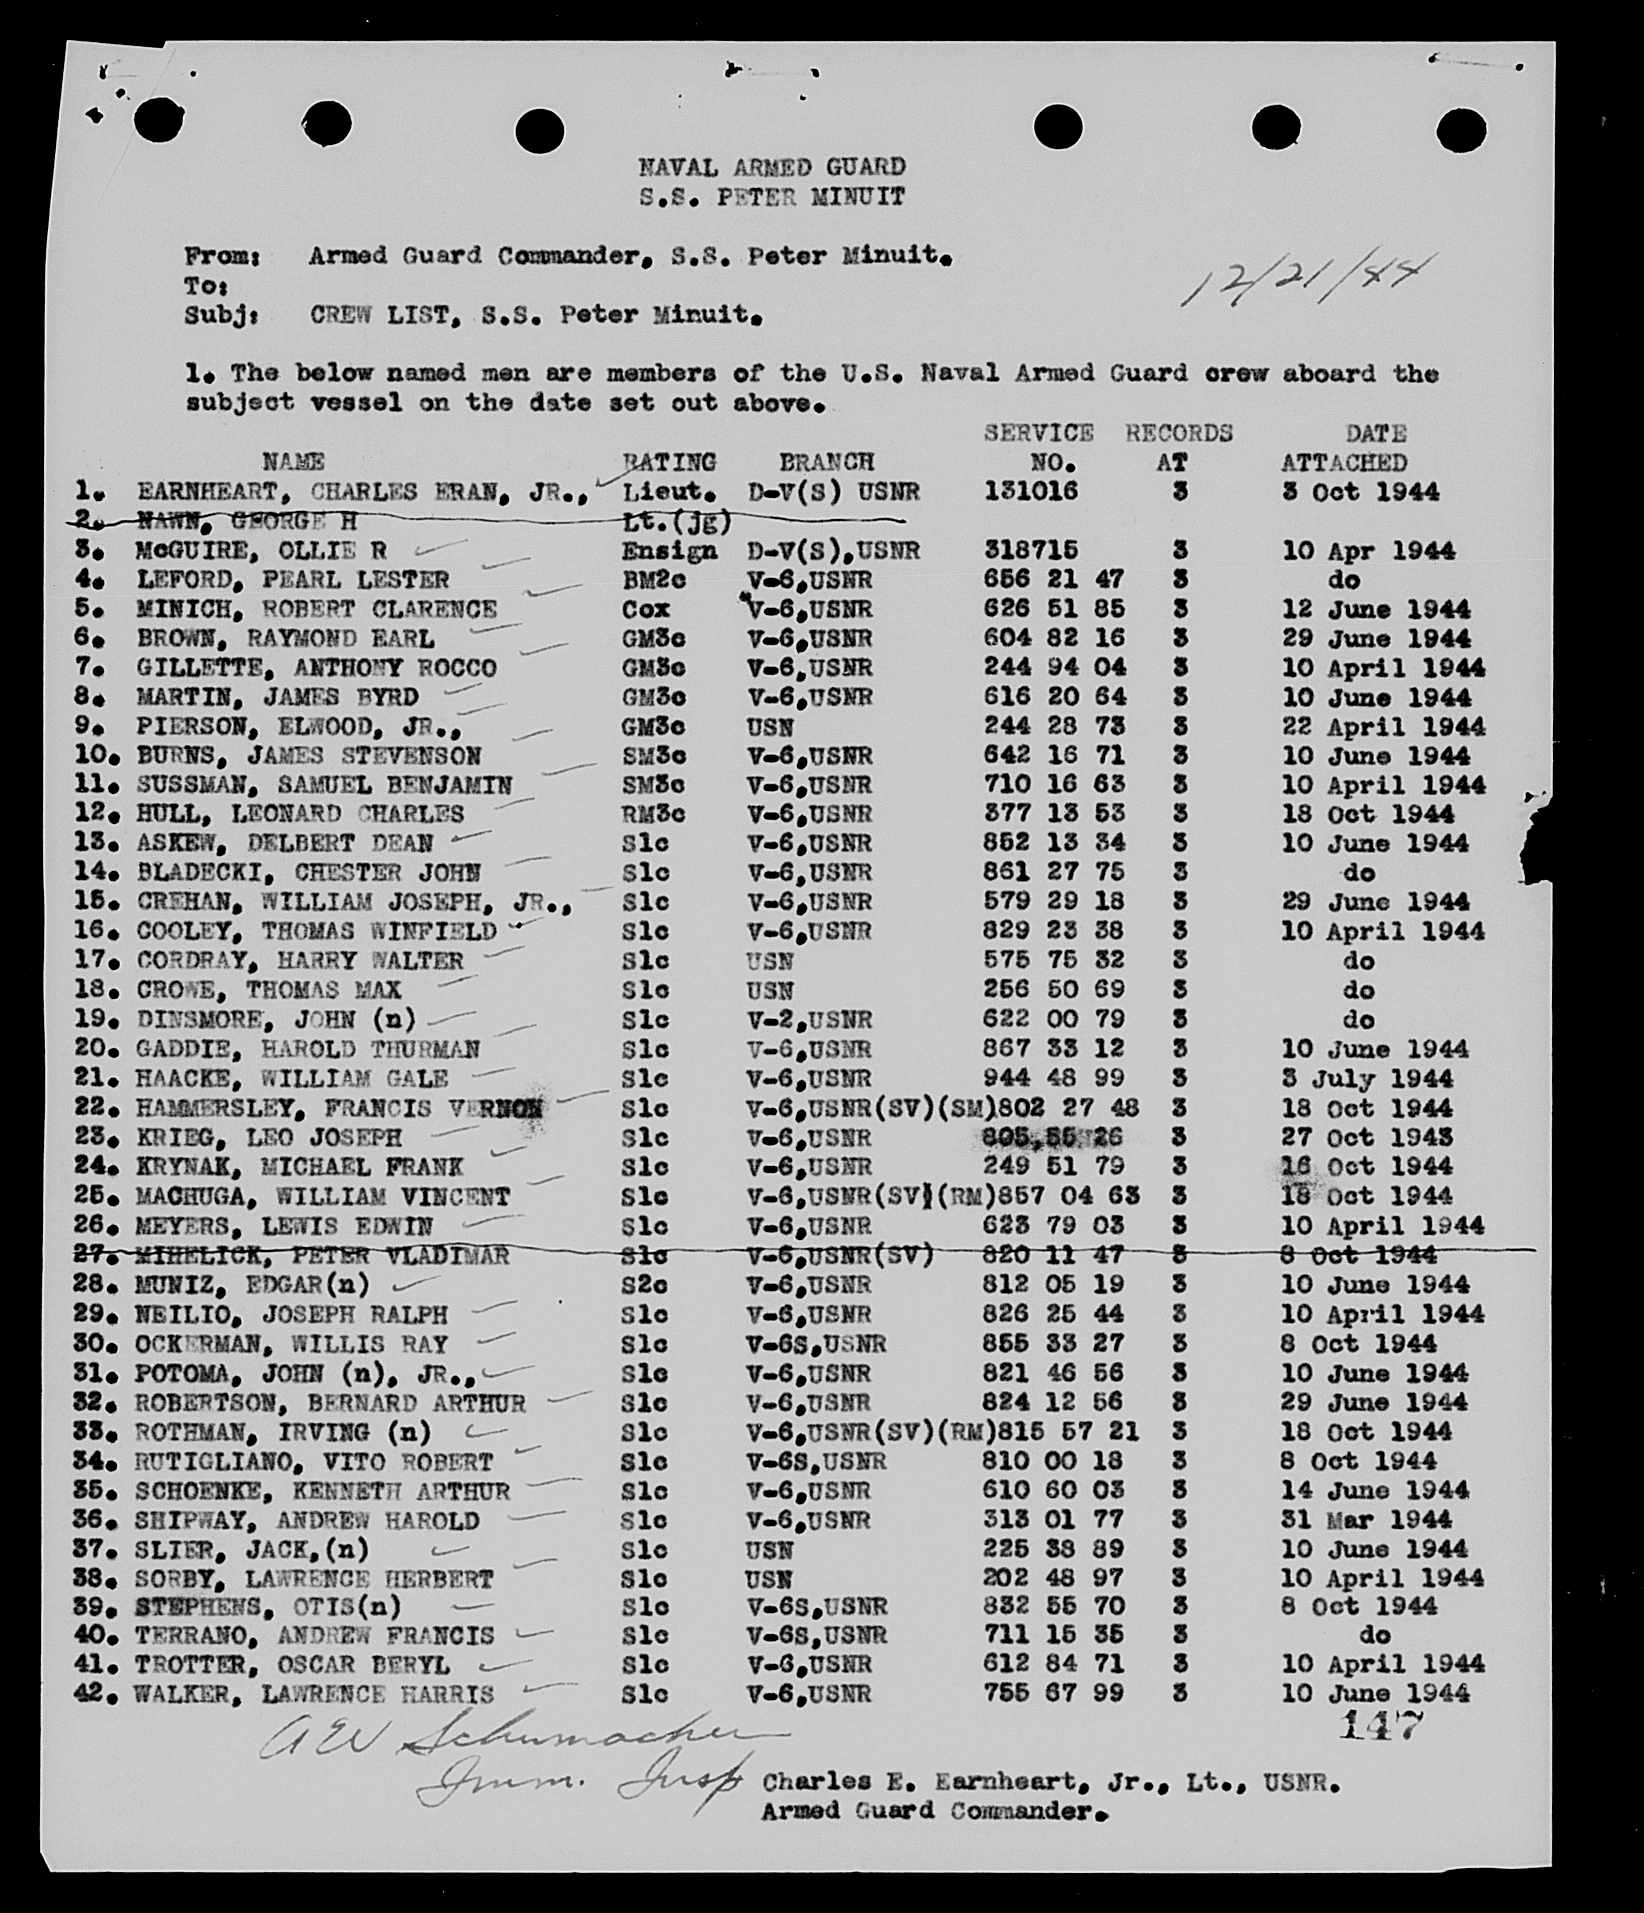 NAVAL ARMED GUARD
S.S. PETER MINUIT
From: Armed Guard Commander, S.S. Peter Minuit.
12/21/44
To:
Subj: CREW LIST, S.S. Peter Minuit.
1. The below named men are members of the U.S. Naval Armed Guard crew aboard the
subject vessel on the date set out above.
SERVICE RECORDS DATE
NAME RATING BRANCH NO. AT ATTACHED
1. EARNHEART, CHARLES ERAN, JR., Lieut. D-V(S) USNR 131016 3 3 Oct 1944
2. NAWN, GEORGE H Lt.(jg)
3. McGUIRE, OLLIE R Ensign D-V(S),USNR 318715 3 10 Apr 1944
4. LEFORD, PEARL LESTER BM2c V-6,USNR 656 21 47 3 do
5. MINICH, ROBERT CLARENCE Cox V-6,USNR 626 51 85 3 12 June 1944
6. BROWN, RAYMOND EARL GM3c V-6,USNR 604 82 16 3 29 June 1944
7. GILLETTE, ANTHONY ROCCO GM3c V-6,USNR 244 94 04 3 10 April 1944
8. MARTIN, JAMES BYRD GM3c V-6,USNR 616 20 64 3 10 June 1944
9. PIERSON, ELWOOD, JR., GM3c USN 244 28 73 3 22 April 1944
10. BURNS, JAMES STEVENSON SM3c V-6,USNR 642 16 71 3 10 June 1944
11. SUSSMAN, SAMUEL BENJAMIN SM3c V-6,USNR 710 16 63 3 10 April 1944
12. HULL, LEONARD CHARLES RM3c V-6,USNR 377 13 53 3 18 Oct 1944
13. ASKEW, DELBERT DEAN S1c V-6,USNR 852 13 34 3 10 June 1944
14. BLADECKI, CHESTER JOHN S1c V-6,USNR 861 27 75 3 do
15. CREHAN, WILLIAM JOSEPH, JR., S1c V-6,USNR 579 29 18 3 29 June 1944
16. COOLEY, THOMAS WINFIELD S1c V-6,USNR 829 23 38 3 10 April 1944
17. CORDRAY, HARRY WALTER S1c USN 575 75 32 3 do
18. CROWE, THOMAS MAX S1c USN 256 50 69 3 do
19. DINSMORE, JOHN (n) S1c V-2,USNR 622 00 79 3 do
20. GADDIE, HAROLD THURMAN S1c V-6,USNR 867 33 12 3 10 June 1944
21. HAACKE, WILLIAM GALE S1c V-6,USNR 944 48 99 3 3 July 1944
22. HAMMERSLEY, FRANCIS VERNON S1c V-6,USNR(SV)(SM)802 27 48 3 18 Oct 1944
23. KRIEG, LEO JOSEPH S1c V-6,USNR 805,55 26 3 27 Oct 1943
24. KRYNAK, MICHAEL FRANK S1c V-6,USNR 249 51 79 3 16 Oct 1944
25. MACHUGA, WILLIAM VINCENT S1c V-6,USNR(SV)(RM)857 04 63 3 18 Oct 1944
26. MEYERS, LEWIS EDWIN S1c V-6,USNR 623 79 03 3 10 April 1944
27. MIHELICK, PETER VLADIMAR S1c V-6,USNR(SV) 820 11 47 3 8 Oct 1944
28. MUNIZ, EDGAR(n) S2c V-6,USNR 812 05 19 3 10 June 1944
29. NEILIO, JOSEPH RALPH S1c V-6,USNR 826 25 44 3 10 April 1944
30. OCKERMAN, WILLIS RAY S1c V-6S,USNR 855 33 27 3 8 Oct 1944
31. POTOMA, JOHN (n), JR., S1c V-6,USNR 821 46 56 3 10 June 1944
32. ROBERTSON, BERNARD ARTHUR S1c V-6,USNR 824 12 56 3 29 June 1944
33. ROTHMAN, IRVING (n) S1c V-6,USNR(SV)(RM)815 57 21 3 18 Oct 1944
34. RUTIGLIANO, VITO ROBERT S1c V-6S,USNR 810 00 18 3 8 Oct 1944
35. SCHOENKE, KENNETH ARTHUR S1c V-6,USNR 610 60 03 3 14 June 1944
36. SHIPWAY, ANDREW HAROLD S1c V-6,USNR 313 01 77 3 31 Mar 1944
37. SLIER, JACK,(n) S1c USN 225 38 89 3 10 June 1944
38. SORBY, LAWRENCE HERBERT S1c USN 202 48 97 3 10 April 1944
39. STEPHENS, OTIS(n) S1c V-6S,USNR 832 55 70 3 8 Oct 1944
40. TERRANO, ANDREW FRANCIS S1c V-6S,USNR 711 15 35 3 do
41. TROTTER, OSCAR BERYL S1c V-6,USNR 612 84 71 3 10 April 1944
42. WALKER, LAWRENCE HARRIS S1c V-6,USNR 755 67 99 3 10 June 1944
147
A W Schumacher
Imm. Insp
Charles E. Earnheart, Jr., Lt., USNR.
Armed Guard Commander.